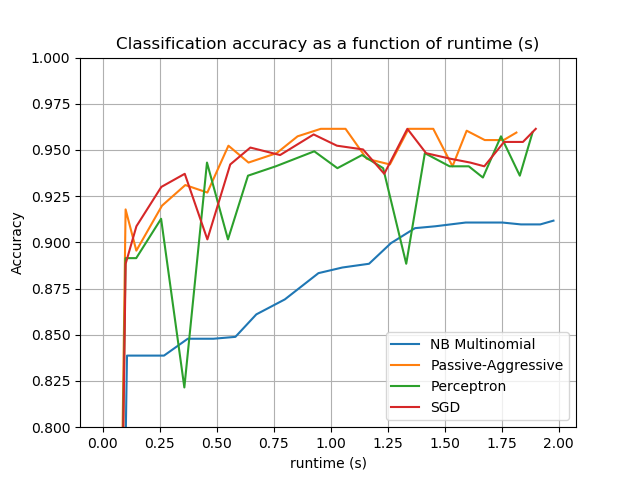 Classification accuracy as a function of runtime (s)
1.000
0.975
0.950
0.925
0.900
0.875
0.850
0.825
0.800
Accuracy
NB Multinomial
Passive-Aggressive
Perceptron
SGD
0.00 0.25 0.50 0.75 1.00 1.25 1.50 1.75 2.00
runtime (s)